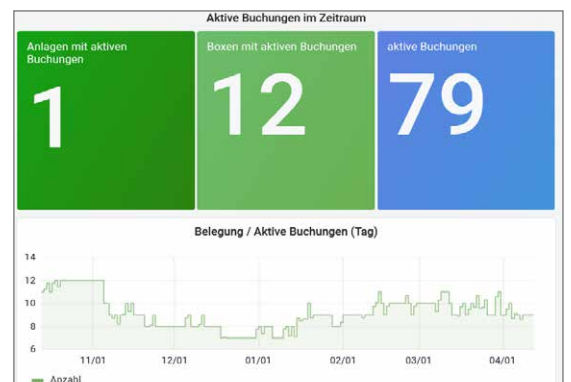 Aktive Buchungen im Zeitraum
Anlagen mit aktiven
Buchungen
1
Boxen mit aktiven Buchungen
12
aktive Buchungen
79
Belegung / Aktive Buchungen (Tag)
14
12
10
8
6
11/01 12/01 01/01 02/01 03/01 04/01
Anzahl